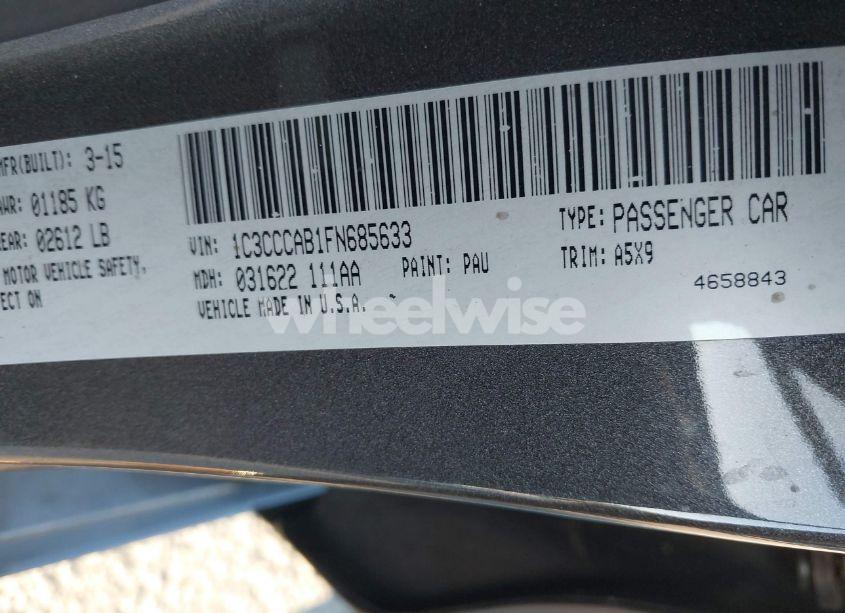 MFR(BUILT): 3-15
AWR: 01185 KG
EAR: 02612 LB
MOTOR VEHICLE SAFETY,
ECT ON
VIN: 1C3CCCAB1FN685633
TYPE: PASSENGER CAR
MDH: 031622 111AA
PAINT: PAU
TRIM: A5X9
VEHICLE MADE IN U.S.A.
4658843
wheelwise